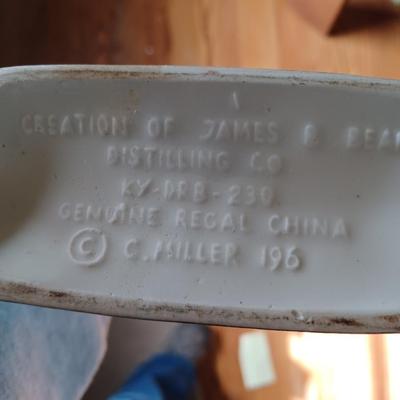 CREATION OF JAMES B. BEAM
DISTILLING CO.
KY-DRB-230.
GENUINE REGAL CHINA
© C. MILLER 196